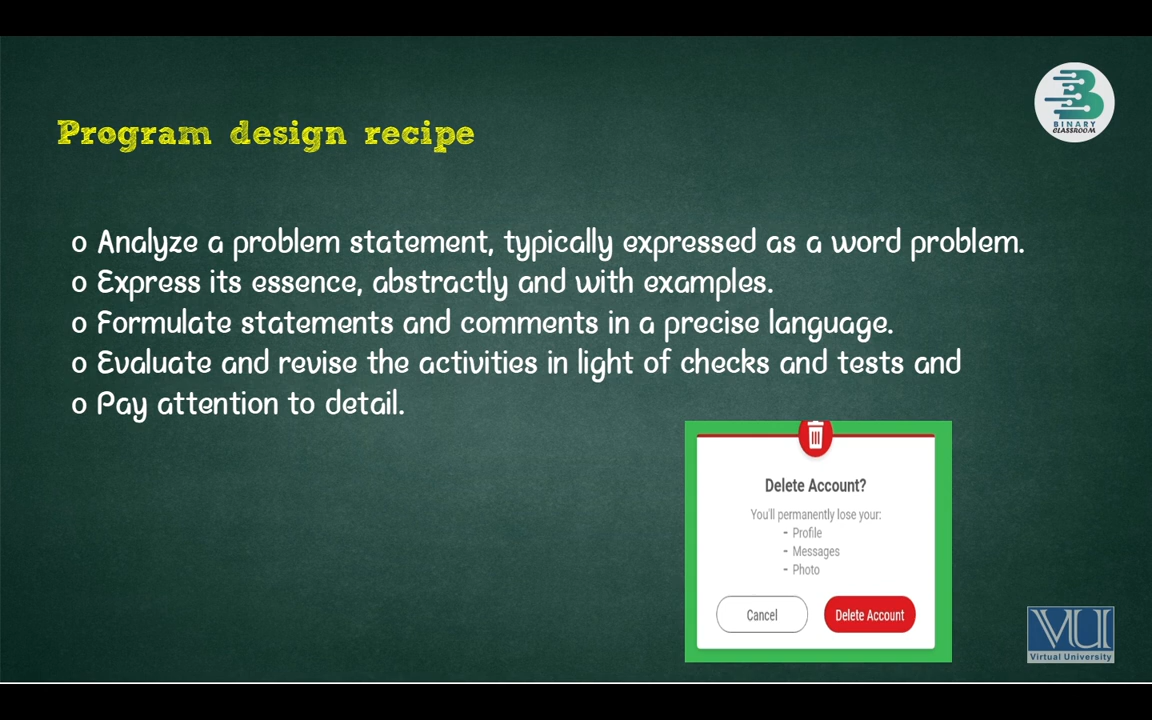 BINARY
CLASSROOM
Program design recipe
o Analyze a problem statement, typically expressed as a word problem.
o Express its essence, abstractly and with examples.
o Formulate statements and comments in a precise language.
o Evaluate and revise the activities in light of checks and tests and
o Pay attention to detail.
Delete Account?
You'll permanently lose your:
- Profile
- Messages
- Photo
Cancel
Delete Account
VU
Virtual University